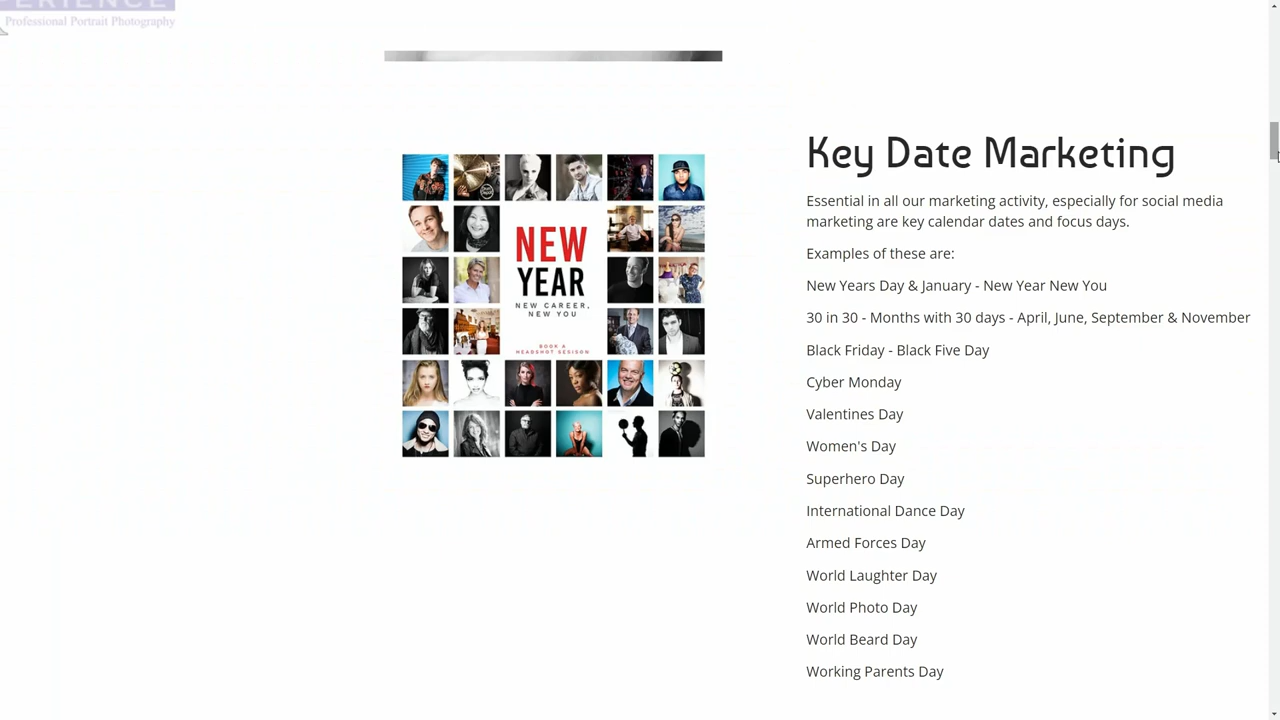 Professional Portrait Photography
Key Date Marketing
Essential in all our marketing activity, especially for social media
marketing are key calendar dates and focus days.
Examples of these are:
New Years Day & January - New Year New You
30 in 30 - Months with 30 days - April, June, September & November
Black Friday - Black Five Day
Cyber Monday
Valentines Day
Women's Day
Superhero Day
International Dance Day
Armed Forces Day
World Laughter Day
World Photo Day
World Beard Day
Working Parents Day
NEW
YEAR
NEW CAREER,
NEW YOU
BOOK A
HEADSHOT SESISON